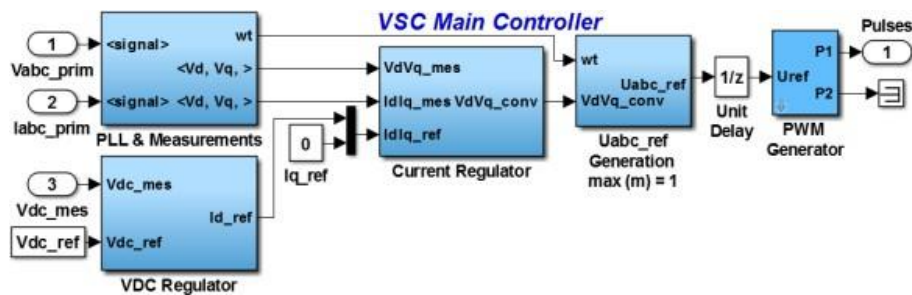 VSC Main Controller
Pulses
1
Vabc_prim
<signal>
wt
<Vd, Vq, >
2
Iabc_prim
<signal>
<Vd, Vq, >
PLL & Measurements
VdVq_mes
IdIq_mes
VdVq_conv
IdIq_ref
Current Regulator
0
Iq_ref
wt
Uabc_ref
VdVq_conv
Uabc_ref
Generation
max (m) = 1
1/z
Unit
Delay
Uref
P1
P2
PWM
Generator
1
3
Vdc_mes
Vdc_ref
Vdc_mes
Id_ref
Vdc_ref
VDC Regulator